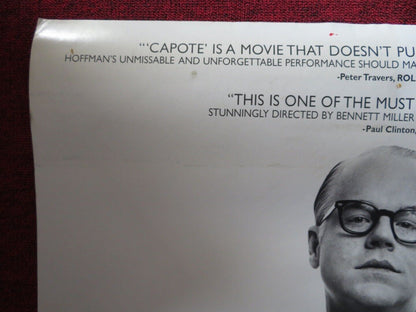 "'CAPOTE' IS A MOVIE THAT DOESN'T PU
HOFFMAN'S UNMISSABLE AND UNFORGETTABLE PERFORMANCE SHOULD MA
-Peter Travers, ROL
"THIS IS ONE OF THE MUST
STUNNINGLY DIRECTED BY BENNETT MILLER
-Paul Clinton,